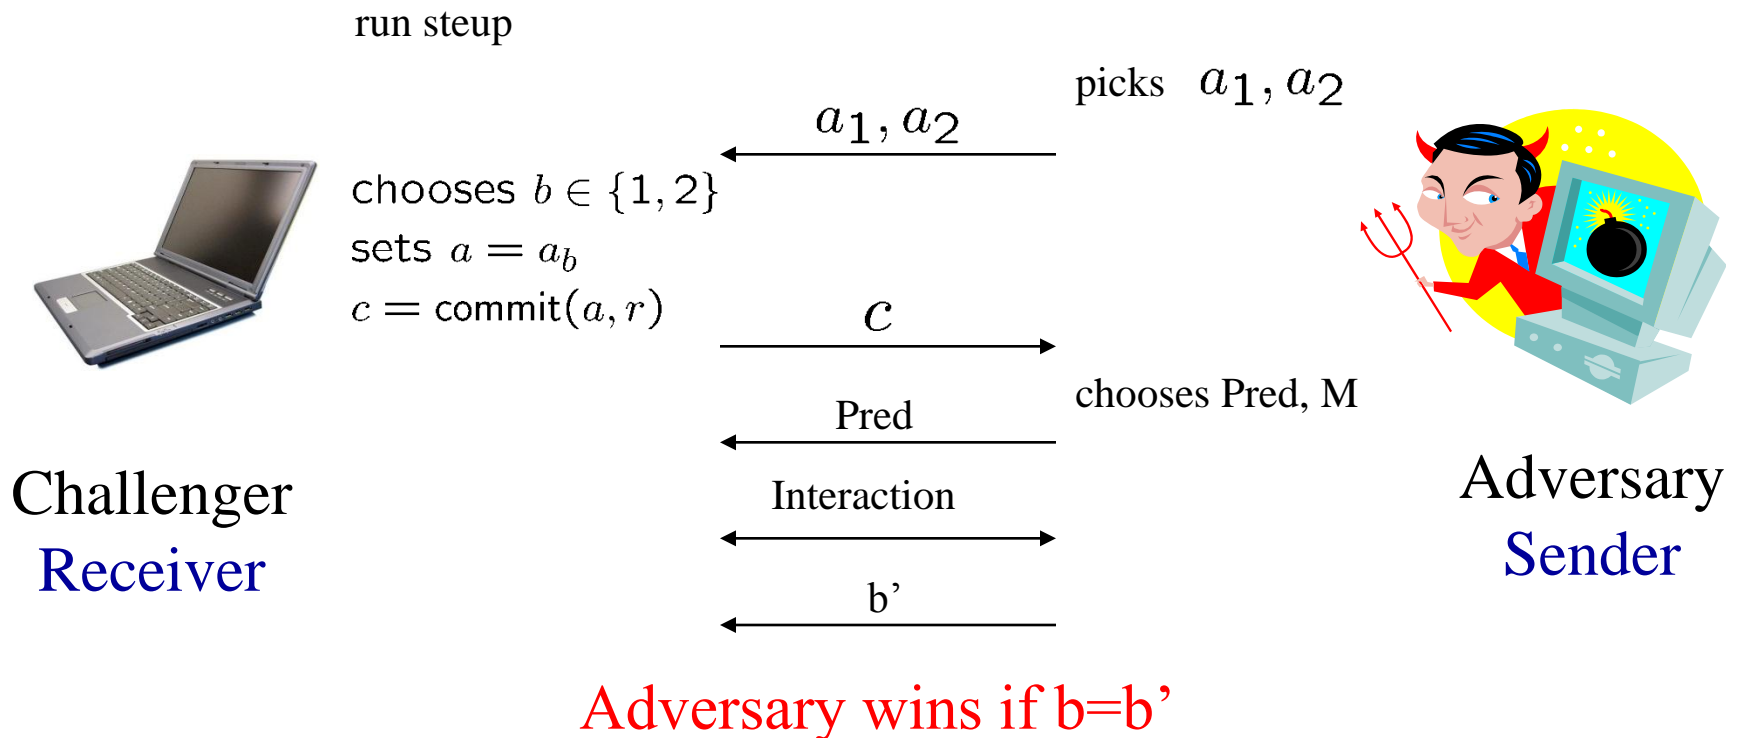 run steup
picks a₁, a₂
a₁, a₂
chooses b ∈ {1, 2}
sets a = a_b
c = commit(a, r)
c
chooses Pred, M
Pred
Interaction
b’
Challenger
Receiver
Adversary
Sender
Adversary wins if b=b’